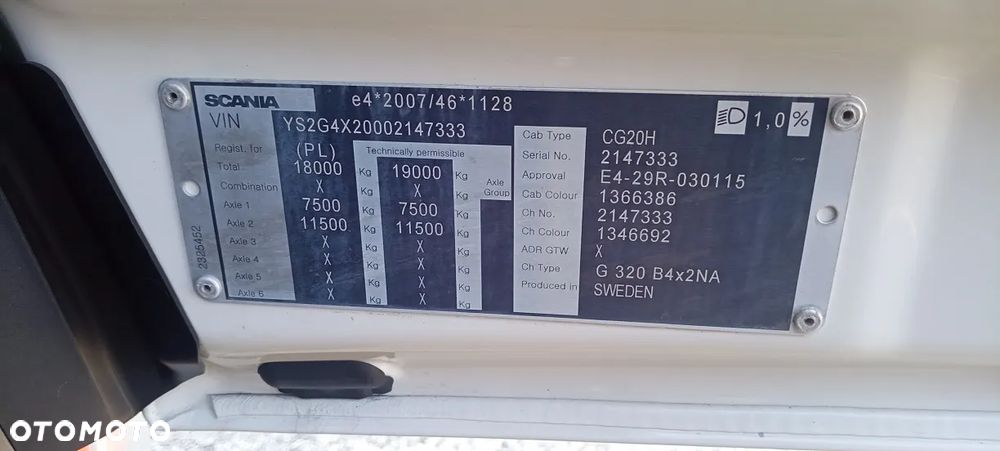 SCANIA e4*2007/46*1128 1,0%
VIN YS2G4X20002147333
Regist. for (PL) Technically permissible
Total 18000 Kg 19000 Kg
Combination X Kg X Kg Axle Group
Axle 1 7500 Kg 7500 Kg
Axle 2 11500 Kg 11500 Kg
Axle 3 X Kg X Kg
Axle 4 X Kg X Kg
Axle 5 X Kg X Kg
Axle 6 X Kg X Kg
Cab Type CG20H
Serial No. 2147333
Approval E4-29R-030115
Cab Colour 1366386
Ch No. 2147333
Ch Colour 1346692
ADR GTW X
Ch Type G 320 B4x2NA
Produced in SWEDEN
2325452
OTOMOTO